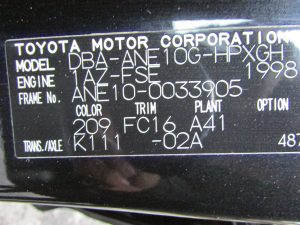 TOYOTA MOTOR CORPORATION
MODEL DBA-ANE10G-HPXGH
ENGINE 1AZ-FSE 1998
FRAME NO. ANE10-0033905
COLOR TRIM PLANT OPTION
209 FC16 A41
TRANS./AXLE K111 -02A 487